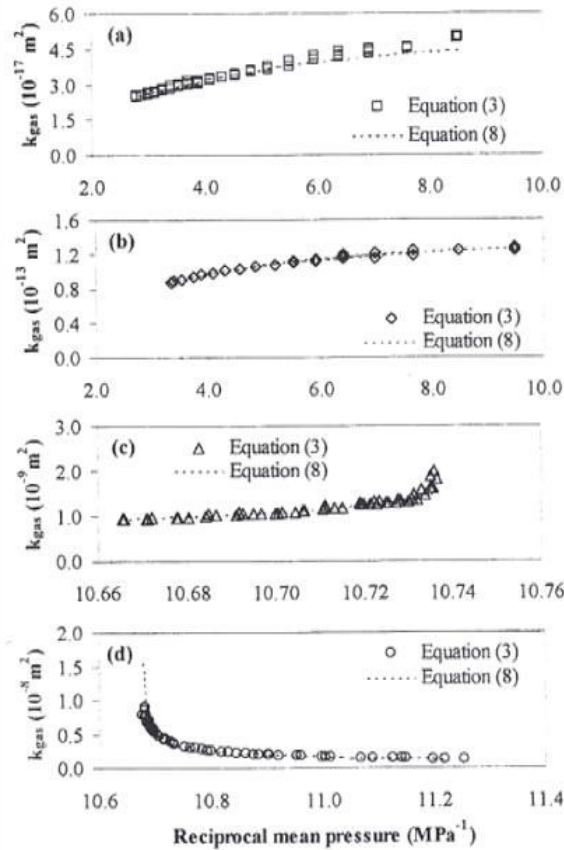 (a)
k_gas (10^-17 m^2)
6.0
4.5
3.0
1.5
0.0
□ Equation (3)
------ Equation (8)
2.0 4.0 6.0 8.0 10.0
(b)
k_gas (10^-13 m^2)
1.6
1.2
0.8
0.4
0.0
◇ Equation (3)
------ Equation (8)
2.0 4.0 6.0 8.0 10.0
(c)
k_gas (10^-9 m^2)
3.0
2.0
1.0
0.0
△ Equation (3)
------ Equation (8)
10.66 10.68 10.70 10.72 10.74 10.76
(d)
k_gas (10^-8 m^2)
2.0
1.5
1.0
0.5
0.0
○ Equation (3)
------ Equation (8)
10.6 10.8 11.0 11.2 11.4
Reciprocal mean pressure (MPa^-1)